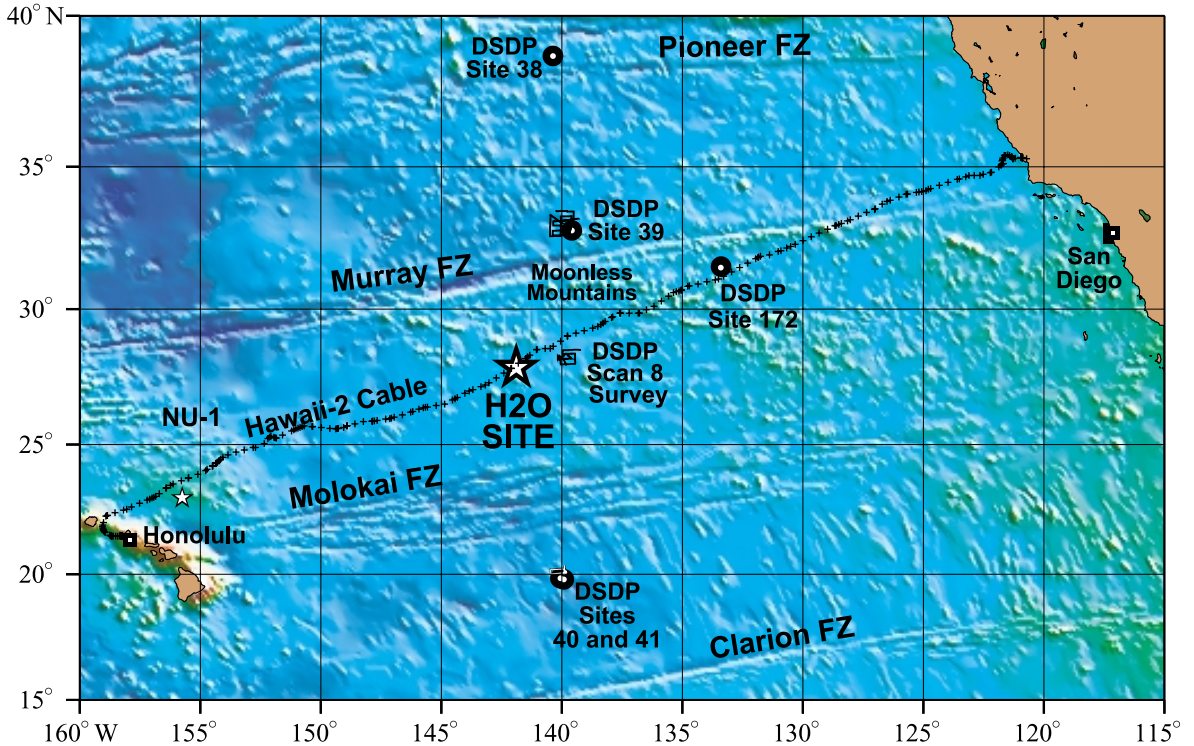 40° N
DSDP
Site 38
Pioneer FZ
35°
DSDP
Site 39
Murray FZ
Moonless
Mountains
San
Diego
30°
DSDP
Site 172
DSDP
Scan 8
Survey
NU-1
Hawaii-2 Cable
H2O
SITE
25°
Molokai FZ
Honolulu
20°
DSDP
Sites
40 and 41
Clarion FZ
15°
160° W 155° 150° 145° 140° 135° 130° 125° 120° 115°